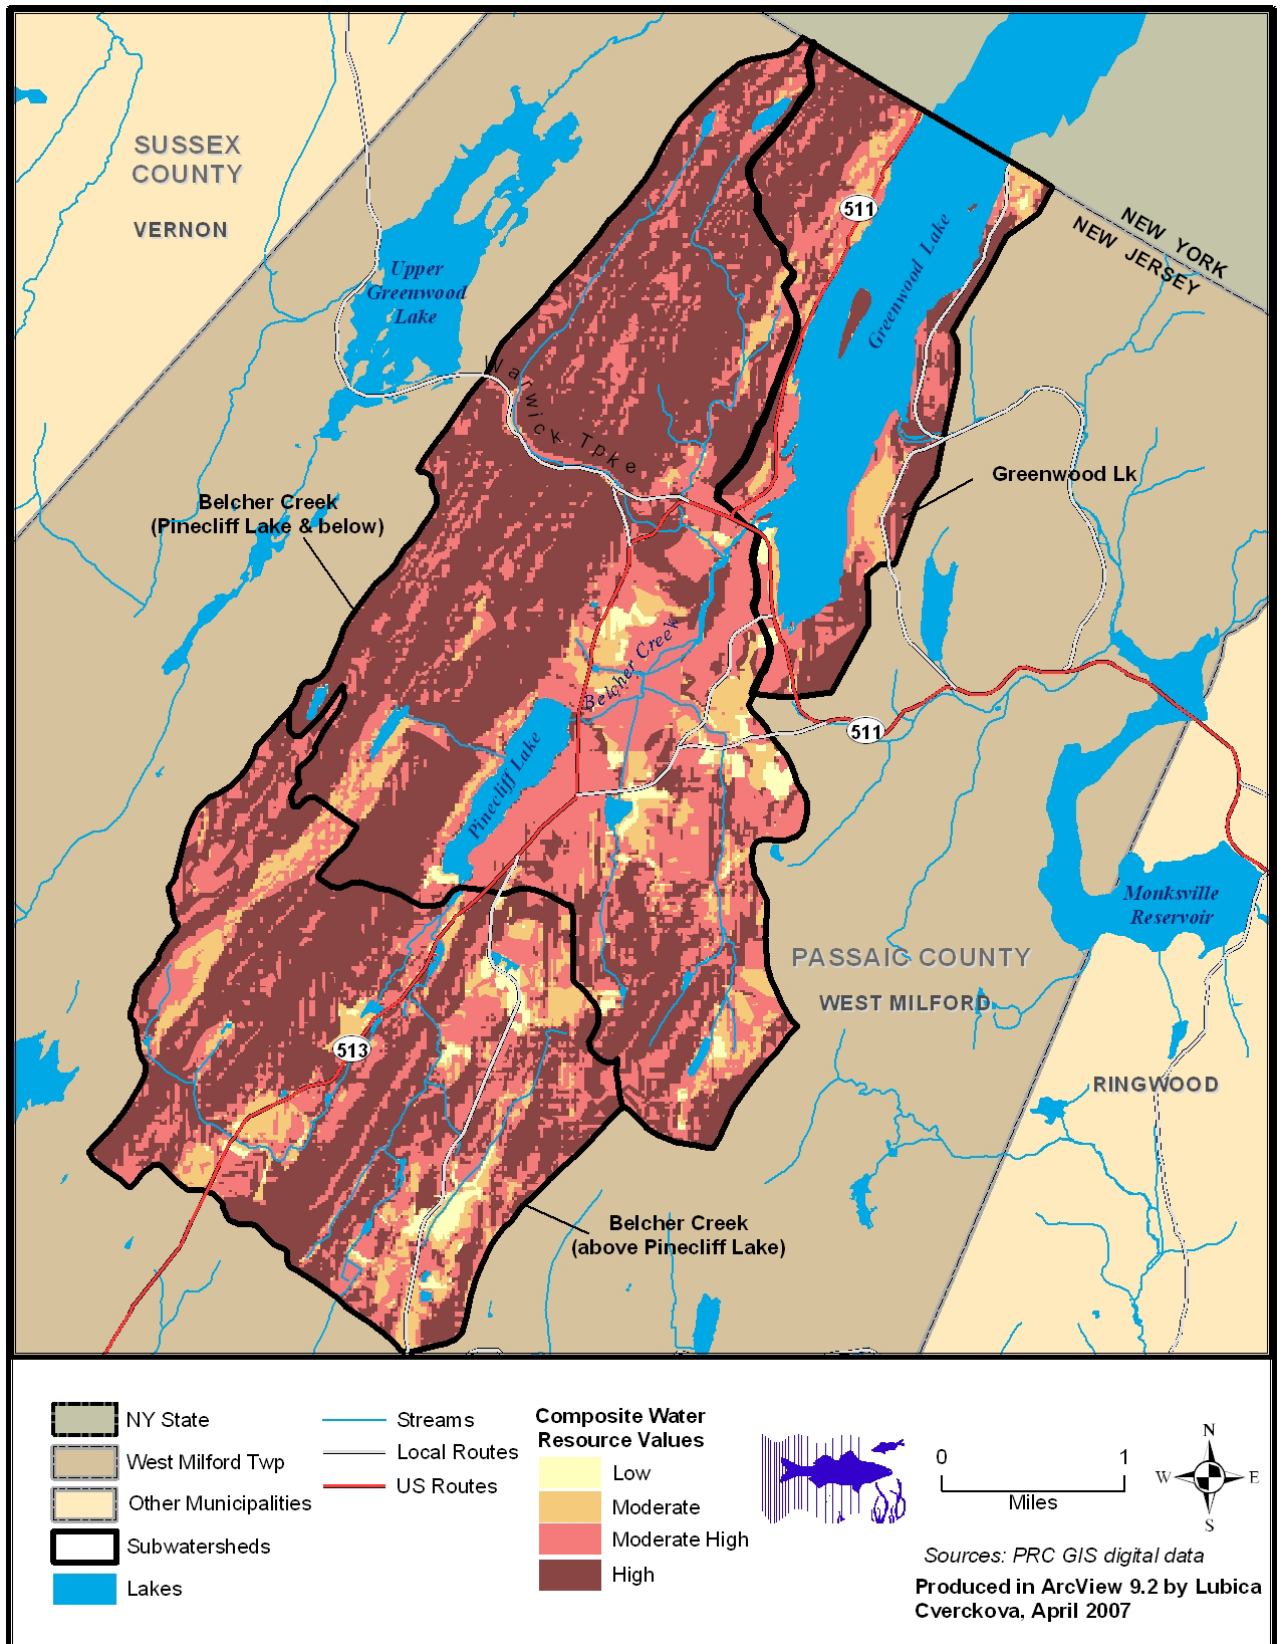 SUSSEX
COUNTY
VERNON
Upper
Greenwood
Lake
511
Greenwood Lake
NEW YORK
NEW JERSEY
Warwick Tpke
Greenwood Lk
Belcher Creek
(Pinecliff Lake & below)
Belcher Creek
Pinecliff Lake
511
Monksville
Reservoir
PASSAIC COUNTY
WEST MILFORD
513
RINGWOOD
Belcher Creek
(above Pinecliff Lake)
NY State
West Milford Twp
Other Municipalities
Subwatersheds
Lakes
Streams
Local Routes
US Routes
Composite Water
Resource Values
Low
Moderate
Moderate High
High
0 1
Miles
N
W E
S
Sources: PRC GIS digital data
Produced in ArcView 9.2 by Lubica
Cverckova, April 2007